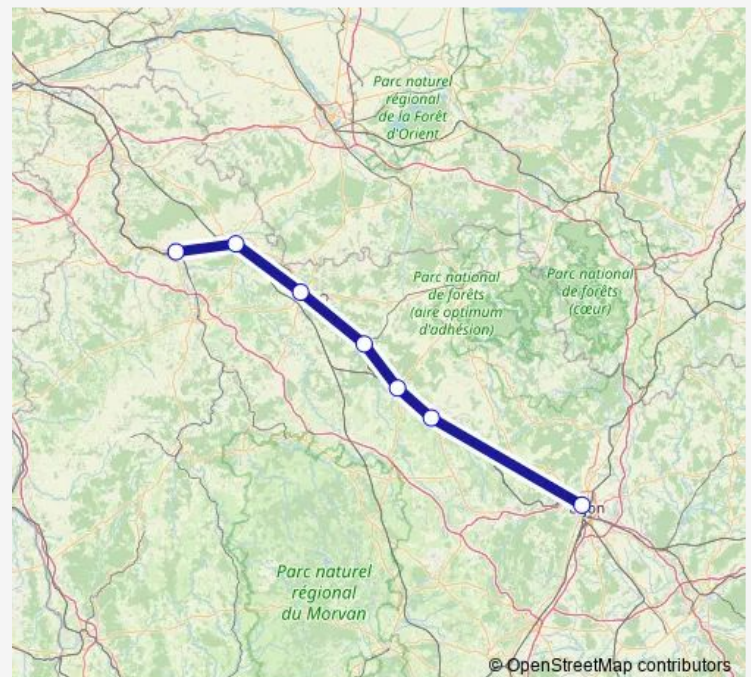 Parc naturel
régional
de la Forêt
d'Orient
Parc national
de forêts
(aire optimum
d'adhésion)
Parc national
de forêts
(cœur)
Parc naturel
régional
du Morvan
© OpenStreetMap contributors